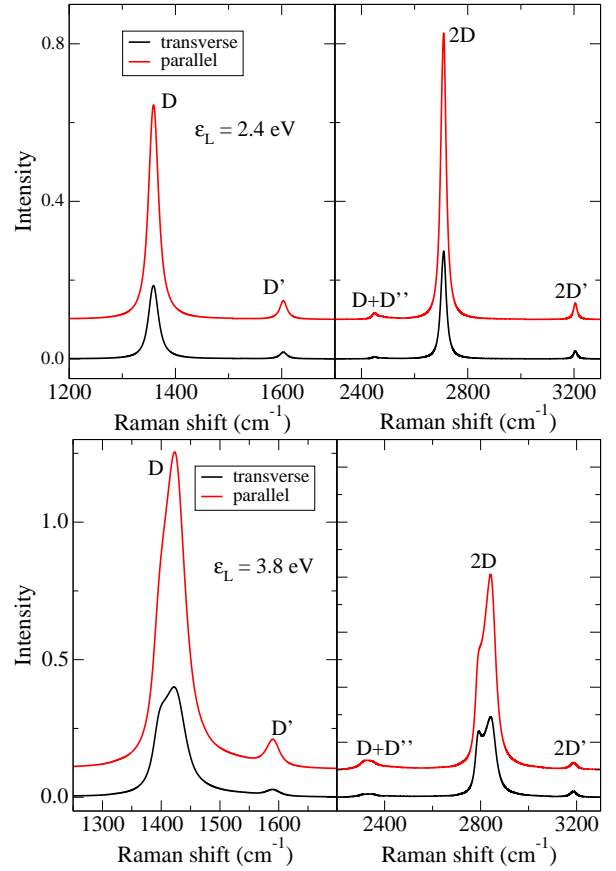 0.8
transverse
parallel
D
2D
ε_L = 2.4 eV
Intensity
0.4
D'
D+D''
2D'
0.0
1200 1400 1600 2400 2800 3200
Raman shift (cm⁻¹) Raman shift (cm⁻¹)
D
transverse
parallel
1.0
ε_L = 3.8 eV
2D
Intensity
0.5
D'
D+D''
2D'
0.0
1300 1400 1500 1600 2400 2800 3200
Raman shift (cm⁻¹) Raman shift (cm⁻¹)